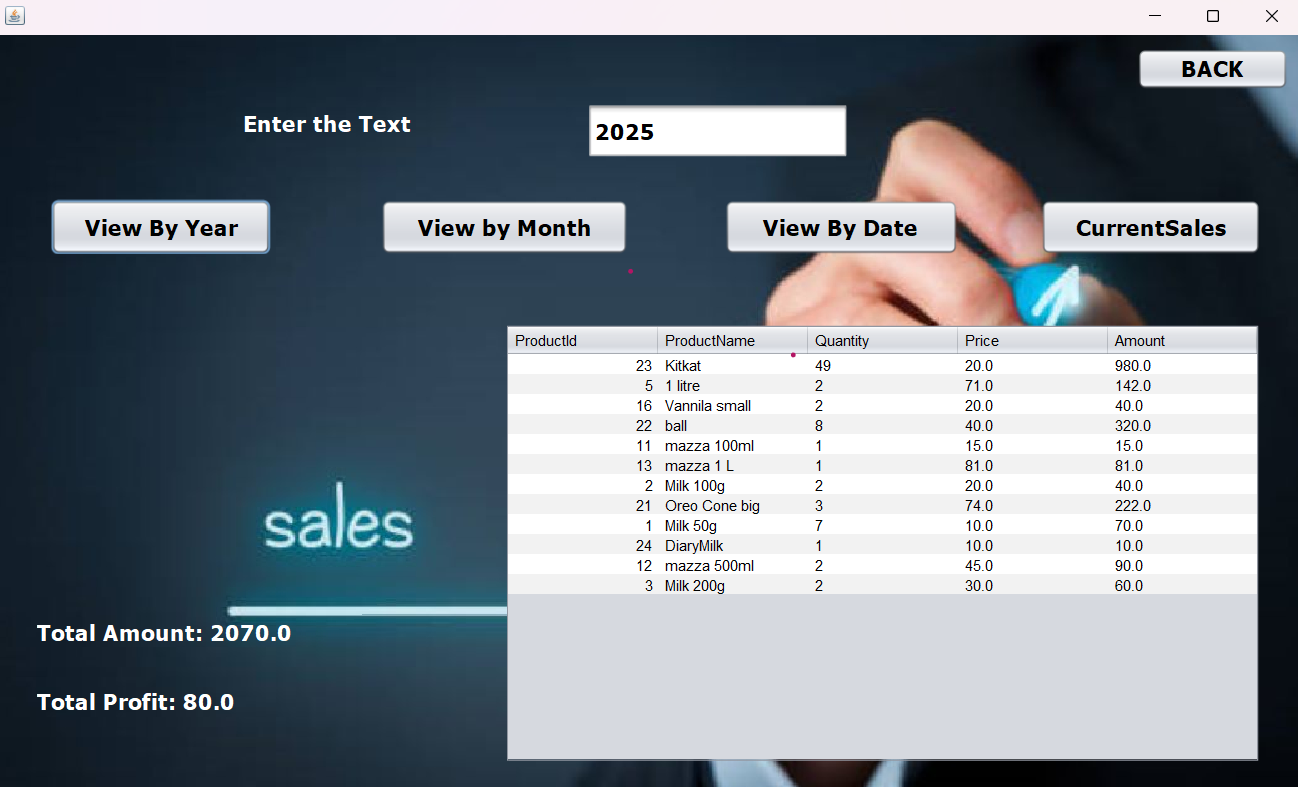 BACK
Enter the Text 2025
View By Year View by Month View By Date CurrentSales
ProductId ProductName Quantity Price Amount
23 Kitkat 49 20.0 980.0
5 1 litre 2 71.0 142.0
16 Vannila small 2 20.0 40.0
22 ball 8 40.0 320.0
11 mazza 100ml 1 15.0 15.0
13 mazza 1 L 1 81.0 81.0
2 Milk 100g 2 20.0 40.0
21 Oreo Cone big 3 74.0 222.0
1 Milk 50g 7 10.0 70.0
24 DiaryMilk 1 10.0 10.0
12 mazza 500ml 2 45.0 90.0
3 Milk 200g 2 30.0 60.0
sales
Total Amount: 2070.0
Total Profit: 80.0